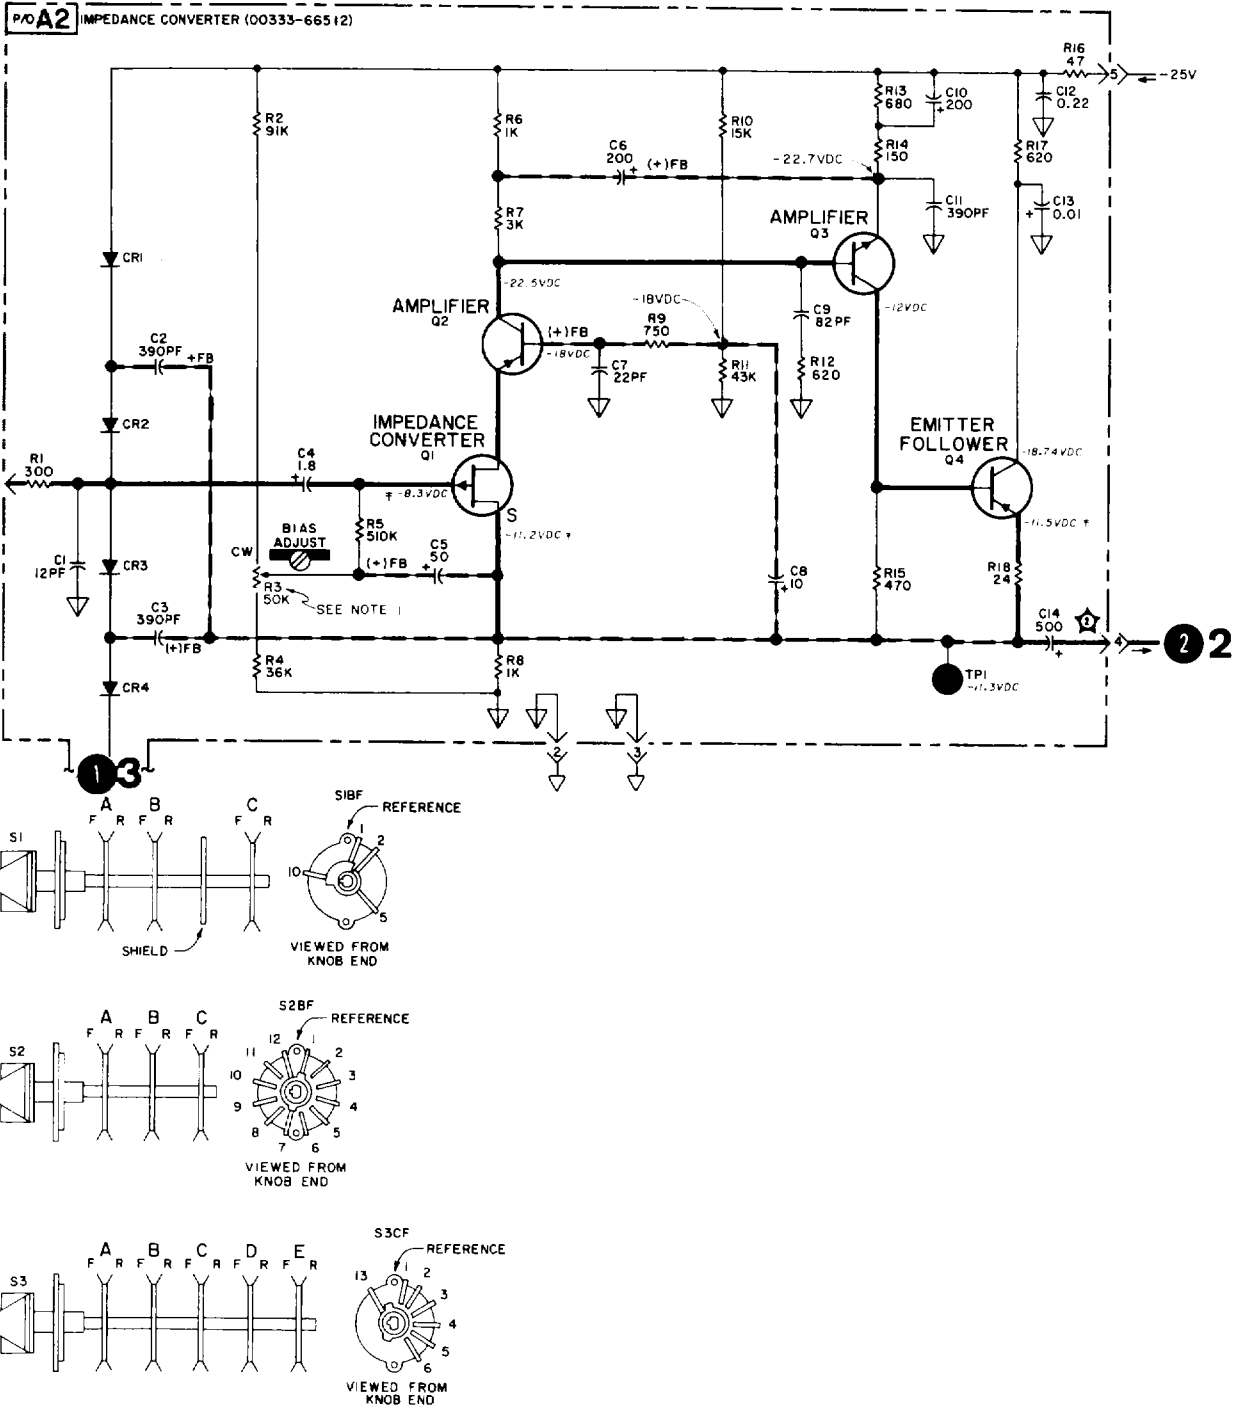 P/O A2 IMPEDANCE CONVERTER (00333-66512)
R16
47
5
-25V
R2
91K
R6
1K
R10
15K
R13
680
C10
+200
C12
0.22
C6
200
+
(+)FB
-22.7VDC
R14
150
R17
620
R7
3K
C11
390PF
C13
+
0.01
AMPLIFIER
Q3
CR1
-22.5VDC
AMPLIFIER
Q2
-18VDC
R9
750
(+)FB
-18VDC
C9
82PF
-12VDC
C2
390PF
+FB
C7
22PF
R11
43K
R12
620
CR2
IMPEDANCE
CONVERTER
Q1
EMITTER
FOLLOWER
Q4
-18.74VDC
R1
300
C4
1.8
+
‡ -8.3VDC
S
-11.2VDC ‡
-11.5VDC ‡
BIAS
ADJUST
R5
510K
C1
12PF
CR3
CW
(+)FB
C5
50
+
C8
+10
R15
470
R18
24
R3
50K
SEE NOTE 1
C3
390PF
(+)FB
C14
500
+
2
4
2 2
R4
36K
R8
1K
CR4
TP1
-11.3VDC
2
3
1 3
S1
A
F R
B
F R
C
F R
SHIELD
S1BF
REFERENCE
1
2
10
5
VIEWED FROM
KNOB END
S2
A
F R
B
F R
C
F R
S2BF
REFERENCE
12
1
11
2
10
3
9
4
8
5
7
6
VIEWED FROM
KNOB END
S3
A
F R
B
F R
C
F R
D
F R
E
F R
S3CF
REFERENCE
13
1
2
3
4
5
6
VIEWED FROM
KNOB END